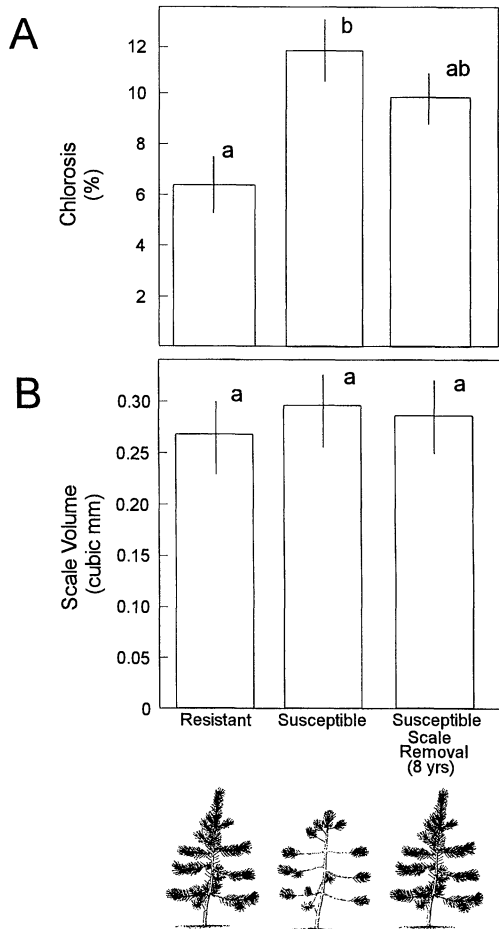 A
Chlorosis
(%)
12
10
8
6
4
2
a
b
ab
B
Scale Volume
(cubic mm)
0.30
0.25
0.20
0.15
0.10
0.05
0
a
a
a
Resistant
Susceptible
Susceptible
Scale
Removal
(8 yrs)